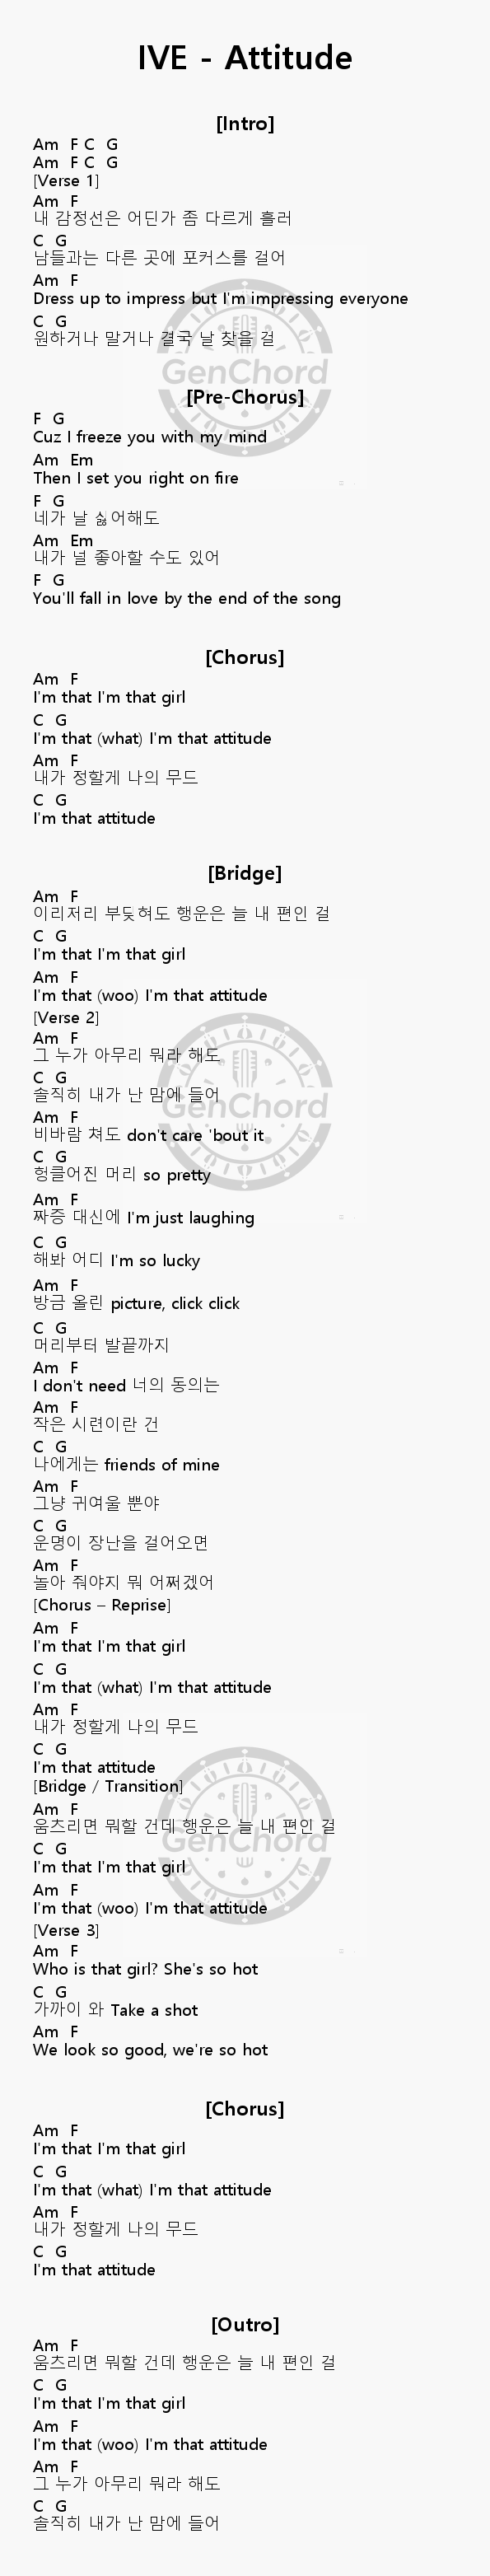 IVE - Attitude
[Intro]
Am F C G
Am F C G
[Verse 1]
Am F
내 감정선은 어딘가 좀 다르게 흘러
C G
남들과는 다른 곳에 포커스를 걸어
Am F
Dress up to impress but I'm impressing everyone
C G
원하거나 말거나 결국 날 찾을 걸
GenChord
[Pre-Chorus]
F G
Cuz I freeze you with my mind
Am Em
Then I set you right on fire
F G
네가 날 싫어해도
Am Em
내가 널 좋아할 수도 있어
F G
You'll fall in love by the end of the song
[Chorus]
Am F
I'm that I'm that girl
C G
I'm that (what) I'm that attitude
Am F
내가 정할게 나의 무드
C G
I'm that attitude
[Bridge]
Am F
이리저리 부딪혀도 행운은 늘 내 편인 걸
C G
I'm that I'm that girl
Am F
I'm that (woo) I'm that attitude
[Verse 2]
Am F
그 누가 아무리 뭐라 해도
C G
솔직히 내가 난 맘에 들어
GenChord
Am F
비바람 쳐도 don't care 'bout it
C G
헝클어진 머리 so pretty
Am F
짜증 대신에 I'm just laughing
C G
해봐 어디 I'm so lucky
Am F
방금 올린 picture, click click
C G
머리부터 발끝까지
Am F
I don't need 너의 동의는
Am F
작은 시련이란 건
C G
나에게는 friends of mine
Am F
그냥 귀여울 뿐야
C G
운명이 장난을 걸어오면
Am F
놀아 줘야지 뭐 어쩌겠어
[Chorus – Reprise]
Am F
I'm that I'm that girl
C G
I'm that (what) I'm that attitude
Am F
내가 정할게 나의 무드
C G
I'm that attitude
[Bridge / Transition]
Am F
움츠리면 뭐할 건데 행운은 늘 내 편인 걸
GenChord
C G
I'm that I'm that girl
Am F
I'm that (woo) I'm that attitude
[Verse 3]
Am F
Who is that girl? She's so hot
C G
가까이 와 Take a shot
Am F
We look so good, we're so hot
[Chorus]
Am F
I'm that I'm that girl
C G
I'm that (what) I'm that attitude
Am F
내가 정할게 나의 무드
C G
I'm that attitude
[Outro]
Am F
움츠리면 뭐할 건데 행운은 늘 내 편인 걸
C G
I'm that I'm that girl
Am F
I'm that (woo) I'm that attitude
Am F
그 누가 아무리 뭐라 해도
C G
솔직히 내가 난 맘에 들어